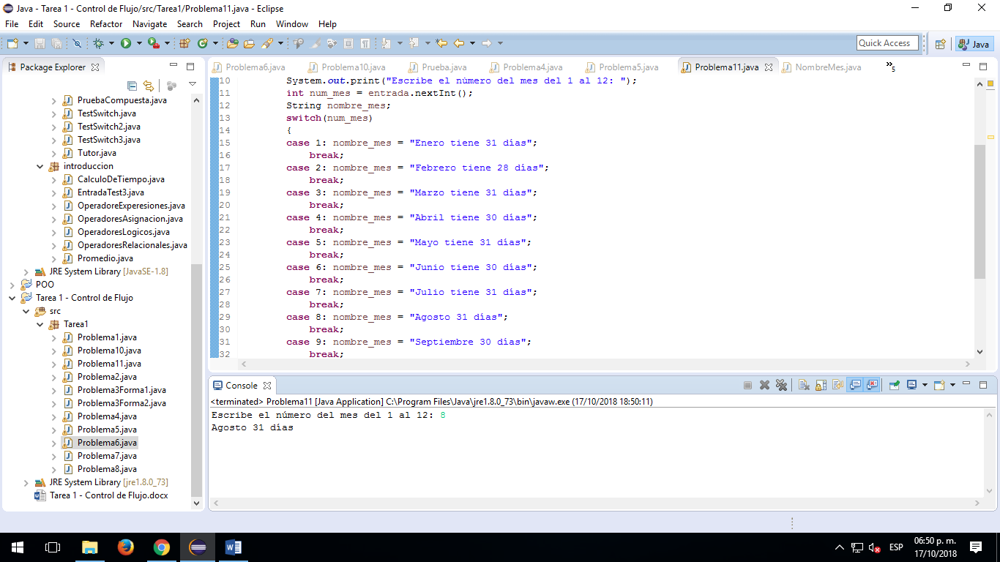 Java - Tarea 1 - Control de Flujo/src/Tarea1/Problema11.java - Eclipse
File Edit Source Refactor Navigate Search Project Run Window Help
Quick Access
Java
Package Explorer
PruebaCompuesta.java
TestSwitch.java
TestSwitch2.java
TestSwitch3.java
Tutor.java
introduccion
CalculoDeTiempo.java
EntradaTest3.java
OperadoreExperesiones.java
OperadoresAsignacion.java
OperadoresLogicos.java
OperadoresRelacionales.java
Promedio.java
JRE System Library [JavaSE-1.8]
POO
Tarea 1 - Control de Flujo
src
Tarea1
Problema1.java
Problema10.java
Problema11.java
Problema2.java
Problema3Forma1.java
Problema3Forma2.java
Problema4.java
Problema5.java
Problema6.java
Problema7.java
Problema8.java
JRE System Library [jre1.8.0_73]
Tarea 1 - Control de Flujo.docx
Problema6.java Problema10.java Prueba.java Problema4.java Problema5.java Problema11.java NombreMes.java »5
10 System.out.print("Escribe el número del mes del 1 al 12: ");
11 int num_mes = entrada.nextInt();
12 String nombre_mes;
13 switch(num_mes)
14 {
15 case 1: nombre_mes = "Enero tiene 31 días";
16 break;
17 case 2: nombre_mes = "Febrero tiene 28 días";
18 break;
19 case 3: nombre_mes = "Marzo tiene 31 días";
20 break;
21 case 4: nombre_mes = "Abril tiene 30 días";
22 break;
23 case 5: nombre_mes = "Mayo tiene 31 días";
24 break;
25 case 6: nombre_mes = "Junio tiene 30 días";
26 break;
27 case 7: nombre_mes = "Julio tiene 31 días";
28 break;
29 case 8: nombre_mes = "Agosto 31 días";
30 break;
31 case 9: nombre_mes = "Septiembre 30 días";
32 break;
Console
<terminated> Problema11 [Java Application] C:\Program Files\Java\jre1.8.0_73\bin\javaw.exe (17/10/2018 18:50:11)
Escribe el número del mes del 1 al 12: 8
Agosto 31 días
ESP
06:50 p. m.
17/10/2018